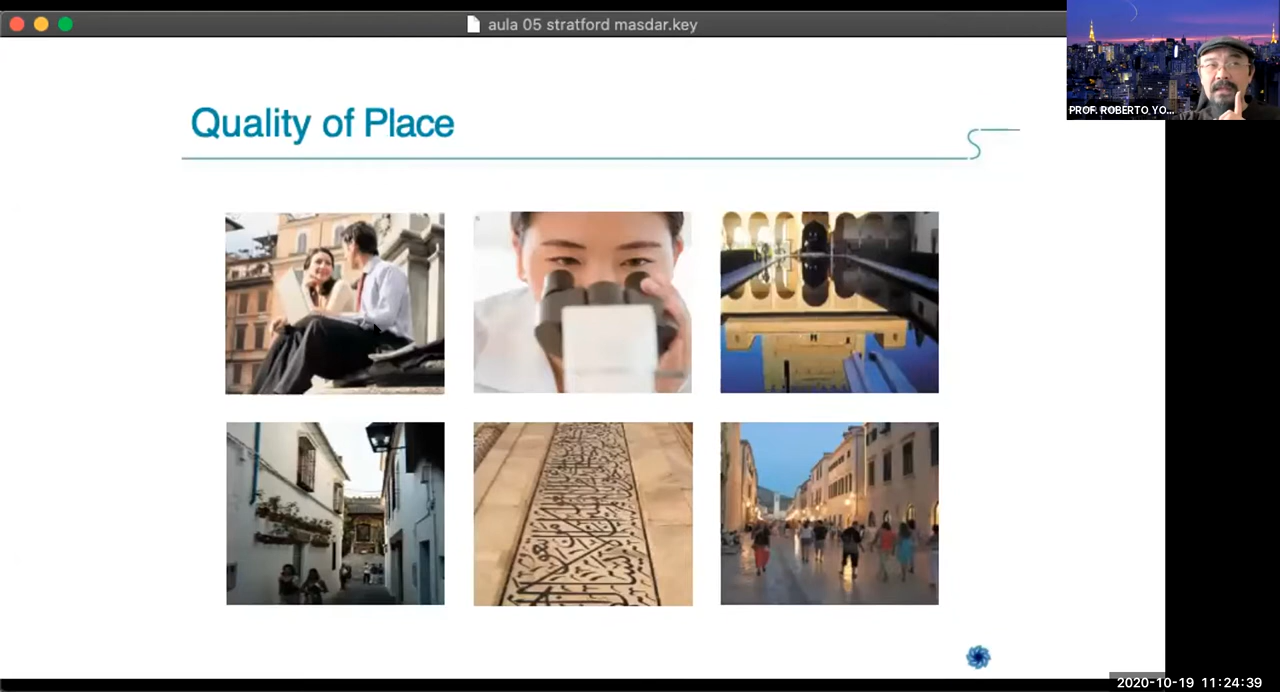 aula 05 stratford masdar.key
PROF. ROBERTO YO...
Quality of Place
2020-10-19 11:24:39